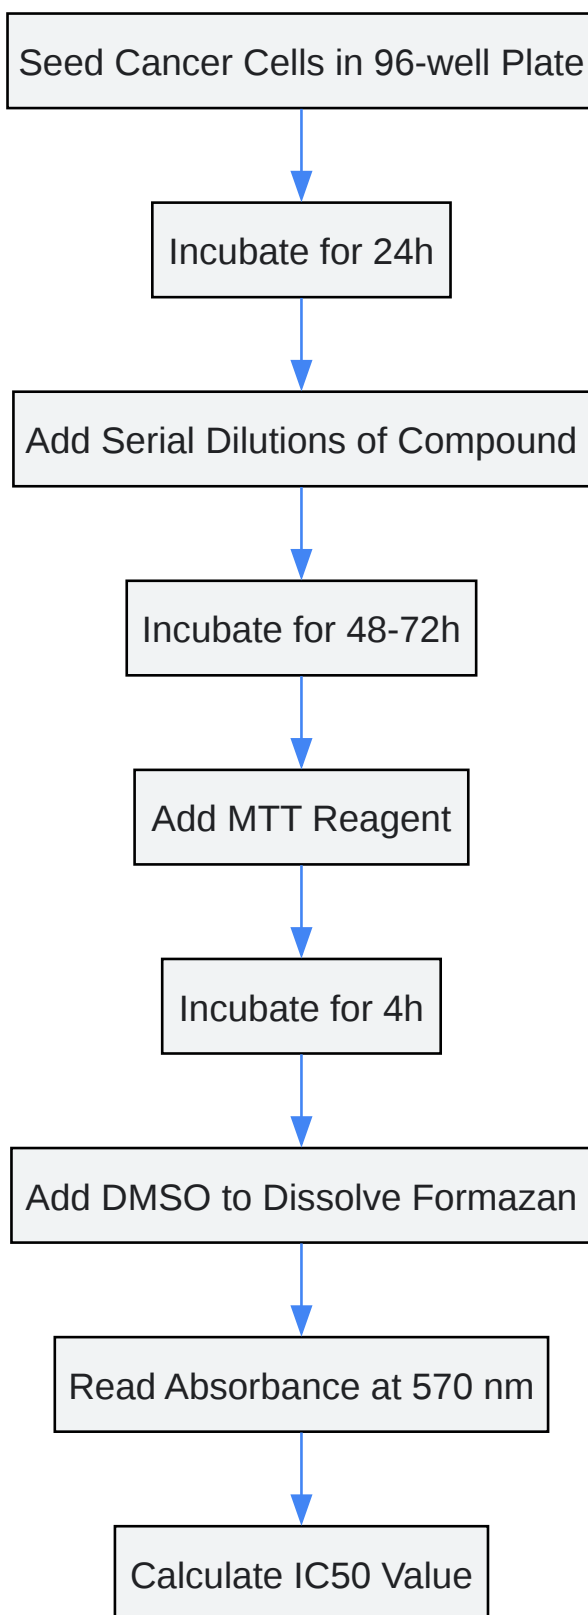 Seed Cancer Cells in 96-well Plate
Incubate for 24h
Add Serial Dilutions of Compound
Incubate for 48-72h
Add MTT Reagent
Incubate for 4h
Add DMSO to Dissolve Formazan
Read Absorbance at 570 nm
Calculate IC50 Value